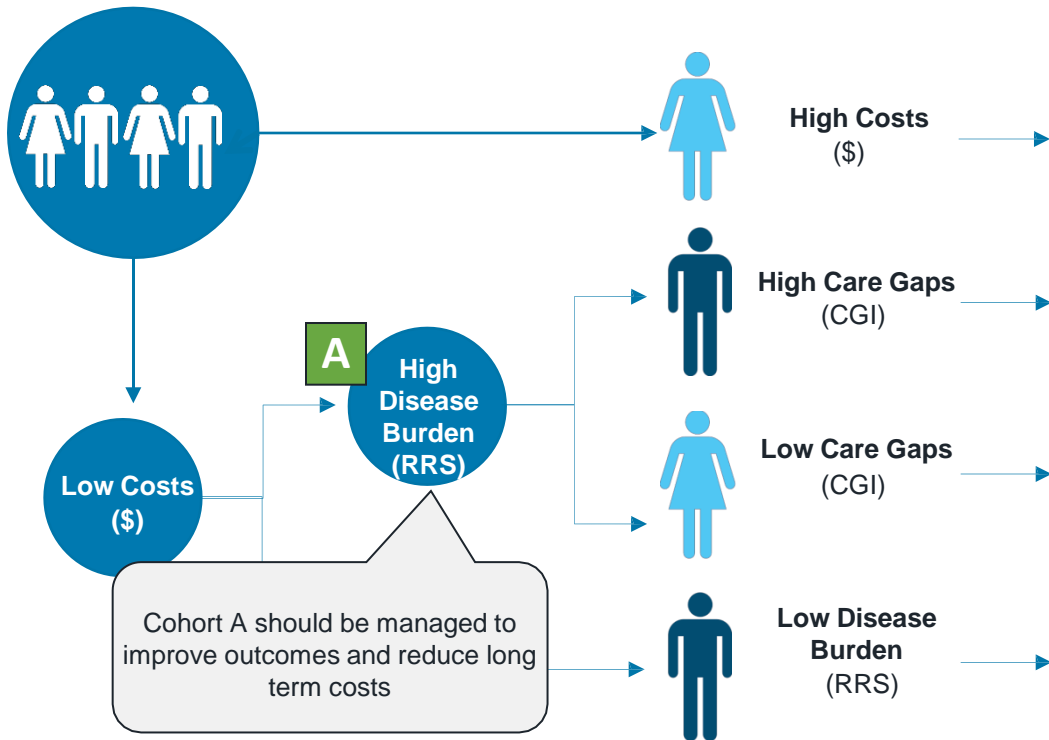 High Costs
($)
High Care Gaps
(CGI)
A
High
Disease
Burden
(RRS)
Low Care Gaps
(CGI)
Low Costs
($)
Cohort A should be managed to
improve outcomes and reduce long
term costs
Low Disease
Burden
(RRS)